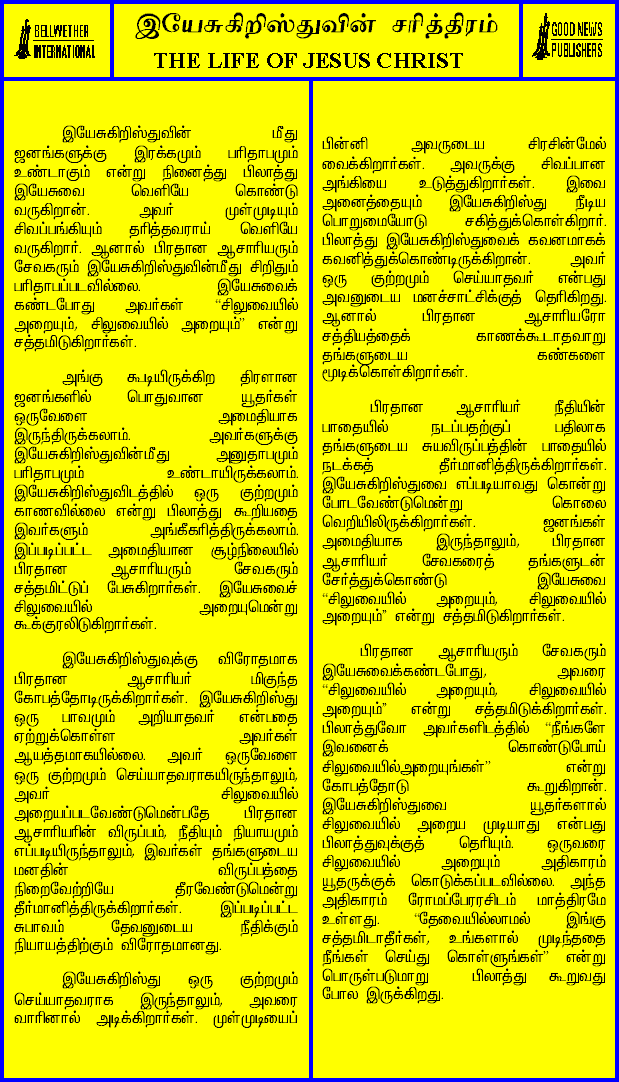 BELLWETHER
INTERNATIONAL
இயேசுகிறிஸ்துவின் சரித்திரம்
THE LIFE OF JESUS CHRIST
GOOD NEWS
PUBLISHERS
இயேசுகிறிஸ்துவின் மீது
ஜனங்களுக்கு இரக்கமும் பரிதாபமும்
உண்டாகும் என்று நினைத்து பிலாத்து
இயேசுவை வெளியே கொண்டு
வருகிறான். அவர் முள்முடியும்
சிவப்பங்கியும் தரித்தவராய் வெளியே
வருகிறார். ஆனால் பிரதான ஆசாரியரும்
சேவகரும் இயேசுகிறிஸ்துவின்மீது சிறிதும்
பரிதாபப்படவில்லை. இயேசுவைக்
கண்டபோது அவர்கள் “சிலுவையில்
அறையும், சிலுவையில் அறையும்” என்று
சத்தமிடுகிறார்கள்.
அங்கு கூடியிருக்கிற திரளான
ஜனங்களில் பொதுவான யூதர்கள்
ஒருவேளை அமைதியாக
இருந்திருக்கலாம். அவர்களுக்கு
இயேசுகிறிஸ்துவின்மீது அனுதாபமும்
பரிதாபமும் உண்டாயிருக்கலாம்.
இயேசுகிறிஸ்துவிடத்தில் ஒரு குற்றமும்
காணவில்லை என்று பிலாத்து கூறியதை
இவர்களும் அங்கீகரித்திருக்கலாம்.
இப்படிப்பட்ட அமைதியான சூழ்நிலையில்
பிரதான ஆசாரியரும் சேவகரும்
சத்தமிட்டுப் பேசுகிறார்கள். இயேசுவைச்
சிலுவையில் அறையுமென்று
கூக்குரலிடுகிறார்கள்.
இயேசுகிறிஸ்துவுக்கு விரோதமாக
பிரதான ஆசாரியர் மிகுந்த
கோபத்தோடிருக்கிறார்கள். இயேசுகிறிஸ்து
ஒரு பாவமும் அறியாதவர் என்பதை
ஏற்றுக்கொள்ள அவர்கள்
ஆயத்தமாகயில்லை. அவர் ஒருவேளை
ஒரு குற்றமும் செய்யாதவராகயிருந்தாலும்,
அவர் சிலுவையில்
அறையப்படவேண்டுமென்பதே பிரதான
ஆசாரியரின் விருப்பம், நீதியும் நியாயமும்
எப்படியிருந்தாலும், இவர்கள் தங்களுடைய
மனதின் விருப்பத்தை
நிறைவேற்றியே தீரவேண்டுமென்று
தீர்மானித்திருக்கிறார்கள். இப்படிப்பட்ட
சுபாவம் தேவனுடைய நீதிக்கும்
நியாயத்திற்கும் விரோதமானது.
இயேசுகிறிஸ்து ஒரு குற்றமும்
செய்யாதவராக இருந்தாலும், அவரை
வாரினால் அடிக்கிறார்கள். முள்முடியைப்
பின்னி அவருடைய சிரசின்மேல்
வைக்கிறார்கள். அவருக்கு சிவப்பான
அங்கியை உடுத்துகிறார்கள். இவை
அனைத்தையும் இயேசுகிறிஸ்து நீடிய
பொறுமையோடு சகித்துக்கொள்கிறார்.
பிலாத்து இயேசுகிறிஸ்துவைக் கவனமாகக்
கவனித்துக்கொண்டிருக்கிறான். அவர்
ஒரு குற்றமும் செய்யாதவர் என்பது
அவனுடைய மனச்சாட்சிக்குத் தெரிகிறது.
ஆனால் பிரதான ஆசாரியரோ
சத்தியத்தைக் காணக்கூடாதவாறு
தங்களுடைய கண்களை
மூடிக்கொள்கிறார்கள்.
பிரதான ஆசாரியர் நீதியின்
பாதையில் நடப்பதற்குப் பதிலாக
தங்களுடைய சுயவிருப்பத்தின் பாதையில்
நடக்கத் தீர்மானித்திருக்கிறார்கள்.
இயேசுகிறிஸ்துவை எப்படியாவது கொன்று
போடவேண்டுமென்று கொலை
வெறியிலிருக்கிறார்கள். ஜனங்கள்
அமைதியாக இருந்தாலும், பிரதான
ஆசாரியர் சேவகரைத் தங்களுடன்
சேர்த்துக்கொண்டு இயேசுவை
“சிலுவையில் அறையும், சிலுவையில்
அறையும்” என்று சத்தமிடுகிறார்கள்.
பிரதான ஆசாரியரும் சேவகரும்
இயேசுவைக்கண்டபோது, அவரை
“சிலுவையில் அறையும், சிலுவையில்
அறையும்” என்று சத்தமிடுக்கிறார்கள்.
பிலாத்துவோ அவர்களிடத்தில் “நீங்களே
இவனைக் கொண்டுபோய்
சிலுவையில்அறையுங்கள்” என்று
கோபத்தோடு கூறுகிறான்.
இயேசுகிறிஸ்துவை யூதர்களால்
சிலுவையில் அறைய முடியாது என்பது
பிலாத்துவுக்குத் தெரியும். ஒருவரை
சிலுவையில் அறையும் அதிகாரம்
யூதருக்குக் கொடுக்கப்படவில்லை. அந்த
அதிகாரம் ரோமப்பேரரசிடம் மாத்திரமே
உள்ளது. “தேவையில்லாமல் இங்கு
சத்தமிடாதீர்கள், உங்களால் முடிந்ததை
நீங்கள் செய்து கொள்ளுங்கள்” என்று
பொருள்படுமாறு பிலாத்து கூறுவது
போல இருக்கிறது.